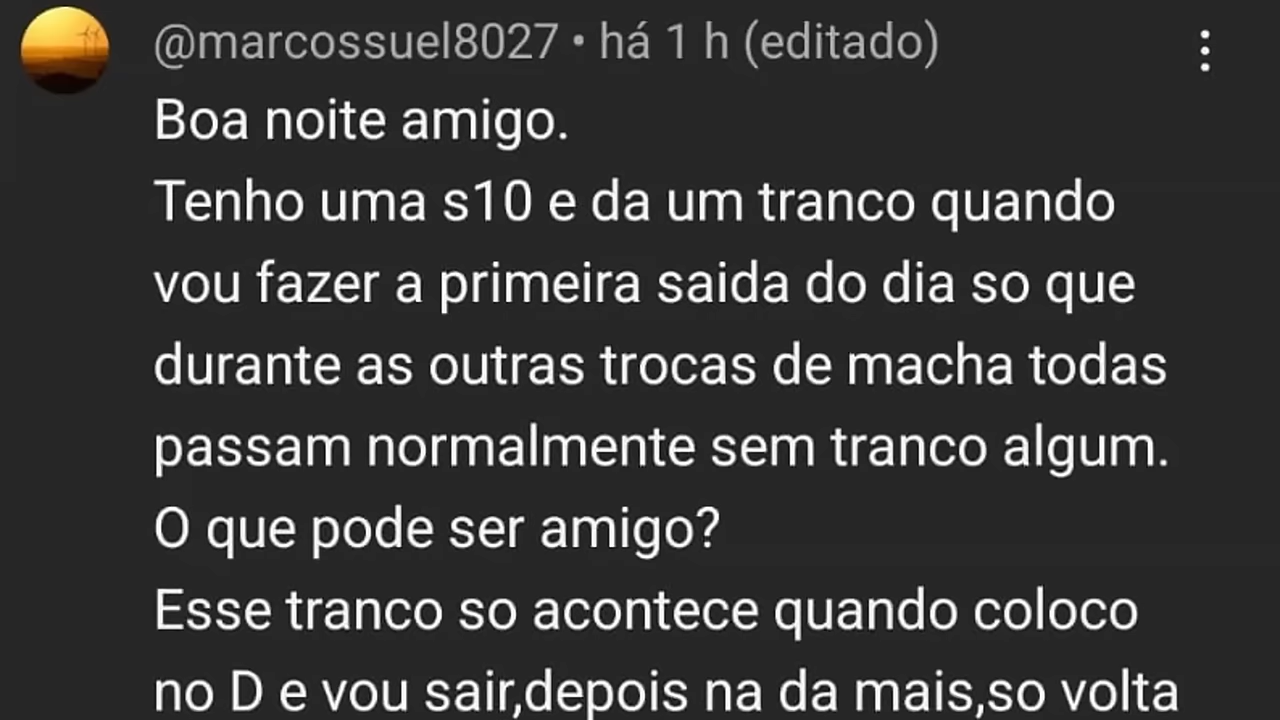 @marcossuel8027 • há 1 h (editado)
Boa noite amigo.
Tenho uma s10 e da um tranco quando
vou fazer a primeira saida do dia so que
durante as outras trocas de macha todas
passam normalmente sem tranco algum.
O que pode ser amigo?
Esse tranco so acontece quando coloco
no D e vou sair,depois na da mais,so volta